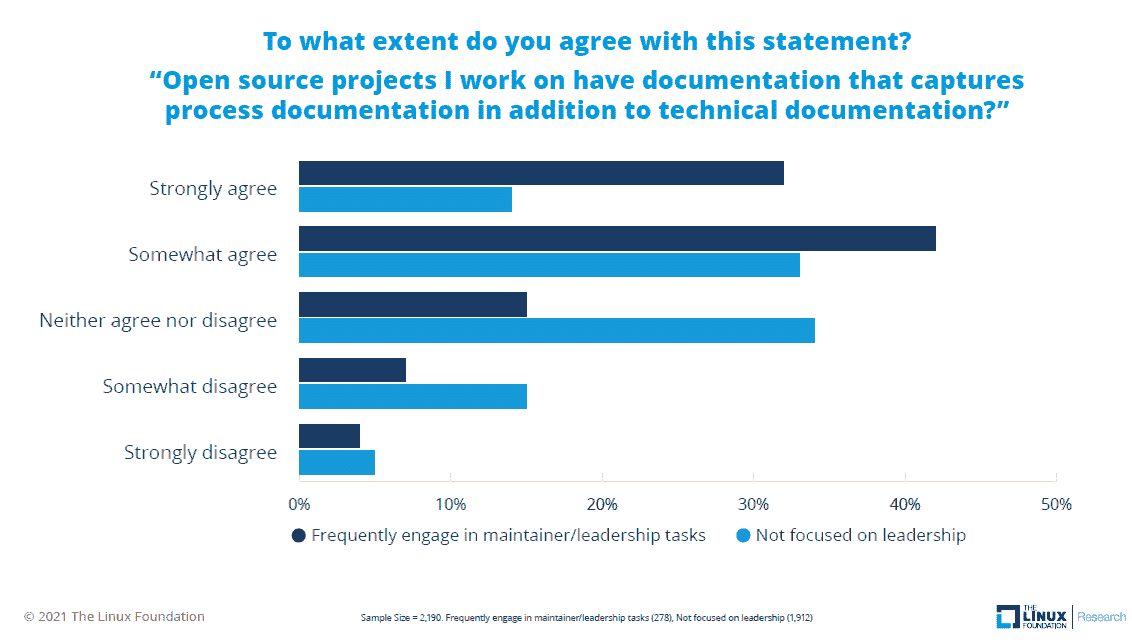 To what extent do you agree with this statement?
“Open source projects I work on have documentation that captures
process documentation in addition to technical documentation?”
Strongly agree
Somewhat agree
Neither agree nor disagree
Somewhat disagree
Strongly disagree
0% 10% 20% 30% 40% 50%
Frequently engage in maintainer/leadership tasks Not focused on leadership
© 2021 The Linux Foundation
Sample Size = 2,190. Frequently engage in maintainer/leadership tasks (278), Not focused on leadership (1,912)
THE
LINUX
FOUNDATION
Research